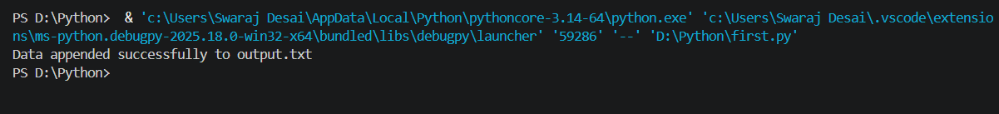 PS D:\Python>  & 'c:\Users\Swaraj Desai\AppData\Local\Python\pythoncore-3.14-64\python.exe' 'c:\Users\Swaraj Desai\.vscode\extensio
ns\ms-python.debugpy-2025.18.0-win32-x64\bundled\libs\debugpy\launcher' '59286' '--' 'D:\Python\first.py'
Data appended successfully to output.txt
PS D:\Python>